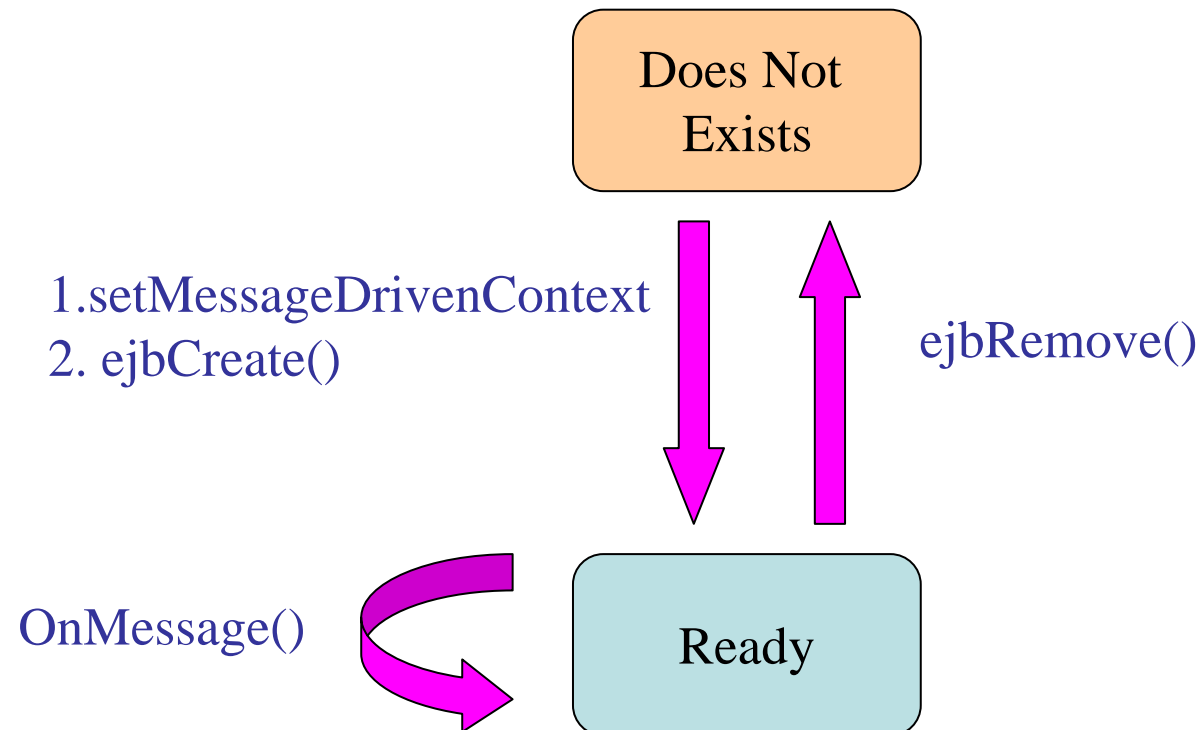 Does Not
Exists
1.setMessageDrivenContext
2. ejbCreate()
ejbRemove()
OnMessage()
Ready